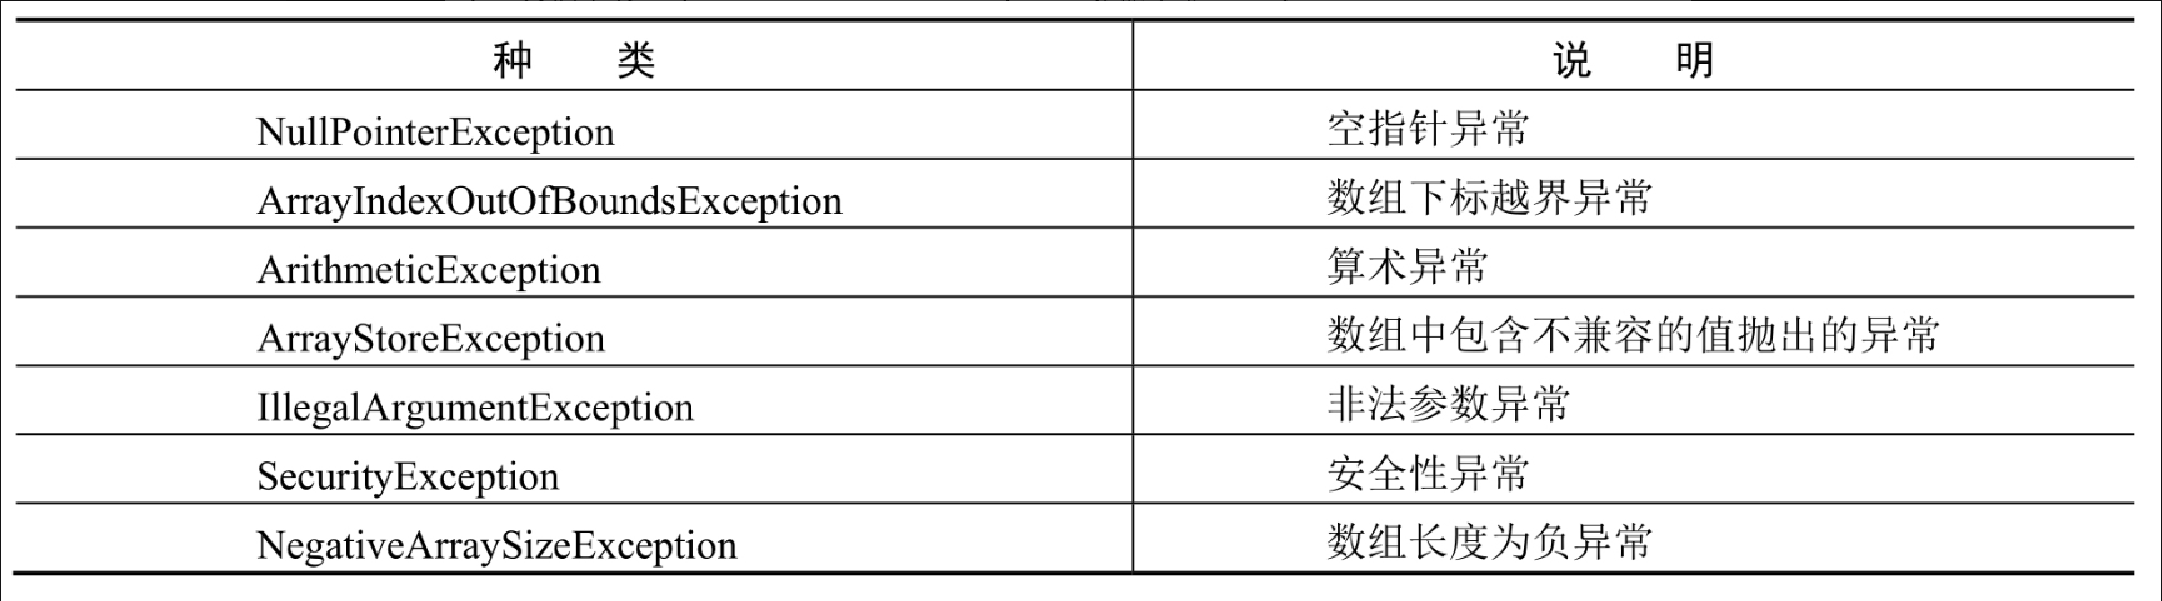 种 类 说 明
NullPointerException 空指针异常
ArrayIndexOutOfBoundsException 数组下标越界异常
ArithmeticException 算术异常
ArrayStoreException 数组中包含不兼容的值抛出的异常
IllegalArgumentException 非法参数异常
SecurityException 安全性异常
NegativeArraySizeException 数组长度为负异常